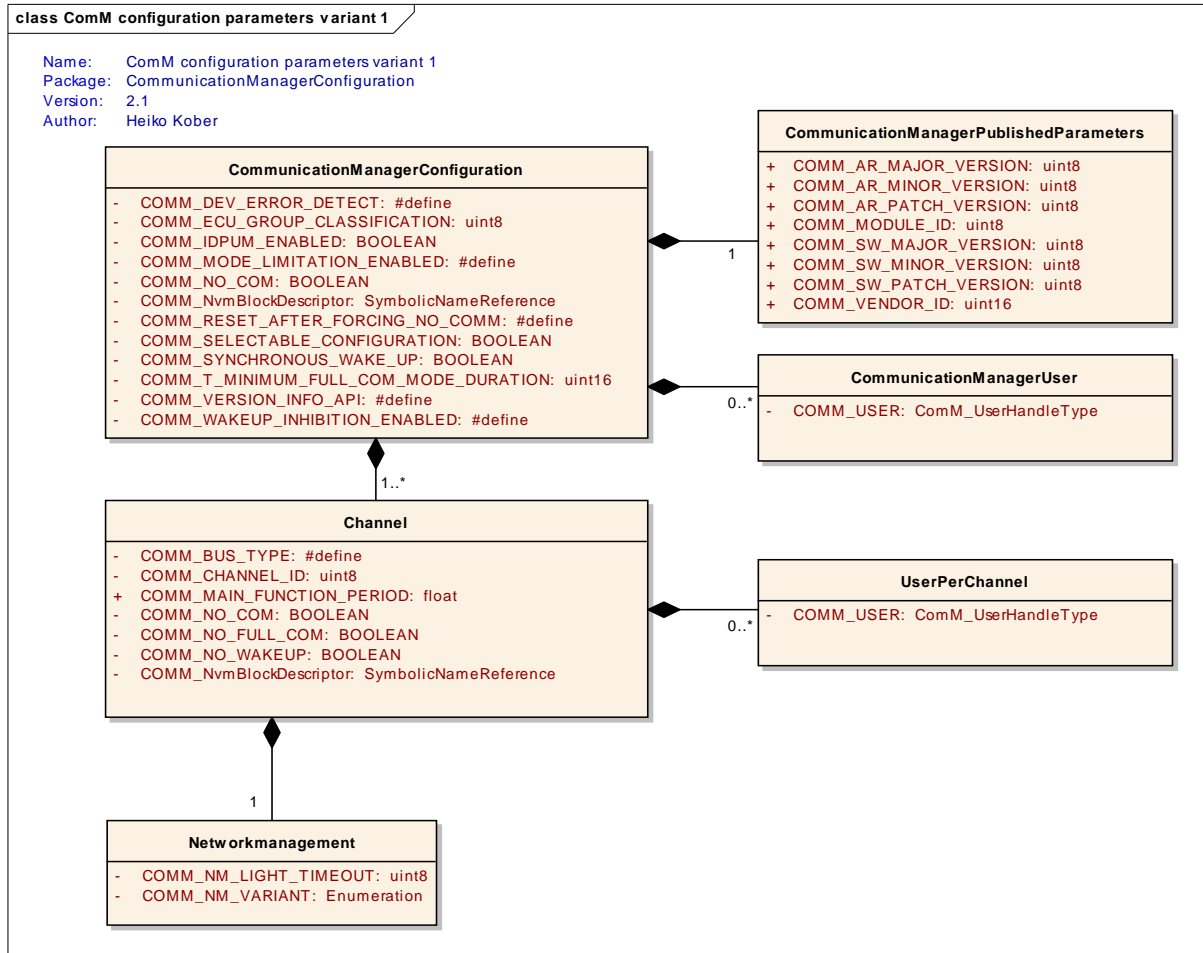 class ComM configuration parameters variant 1
Name: ComM configuration parameters variant 1
Package: CommunicationManagerConfiguration
Version: 2.1
Author: Heiko Kober
CommunicationManagerConfiguration
- COMM_DEV_ERROR_DETECT: #define
- COMM_ECU_GROUP_CLASSIFICATION: uint8
- COMM_IDPUM_ENABLED: BOOLEAN
- COMM_MODE_LIMITATION_ENABLED: #define
- COMM_NO_COM: BOOLEAN
- COMM_NvmBlockDescriptor: SymbolicNameReference
- COMM_RESET_AFTER_FORCING_NO_COMM: #define
- COMM_SELECTABLE_CONFIGURATION: BOOLEAN
- COMM_SYNCHRONOUS_WAKE_UP: BOOLEAN
- COMM_T_MINIMUM_FULL_COM_MODE_DURATION: uint16
- COMM_VERSION_INFO_API: #define
- COMM_WAKEUP_INHIBITION_ENABLED: #define
1
CommunicationManagerPublishedParameters
+ COMM_AR_MAJOR_VERSION: uint8
+ COMM_AR_MINOR_VERSION: uint8
+ COMM_AR_PATCH_VERSION: uint8
+ COMM_MODULE_ID: uint8
+ COMM_SW_MAJOR_VERSION: uint8
+ COMM_SW_MINOR_VERSION: uint8
+ COMM_SW_PATCH_VERSION: uint8
+ COMM_VENDOR_ID: uint16
0..*
CommunicationManagerUser
- COMM_USER: ComM_UserHandleType
1..*
Channel
- COMM_BUS_TYPE: #define
- COMM_CHANNEL_ID: uint8
+ COMM_MAIN_FUNCTION_PERIOD: float
- COMM_NO_COM: BOOLEAN
- COMM_NO_FULL_COM: BOOLEAN
- COMM_NO_WAKEUP: BOOLEAN
- COMM_NvmBlockDescriptor: SymbolicNameReference
0..*
UserPerChannel
- COMM_USER: ComM_UserHandleType
1
Networkmanagement
- COMM_NM_LIGHT_TIMEOUT: uint8
- COMM_NM_VARIANT: Enumeration